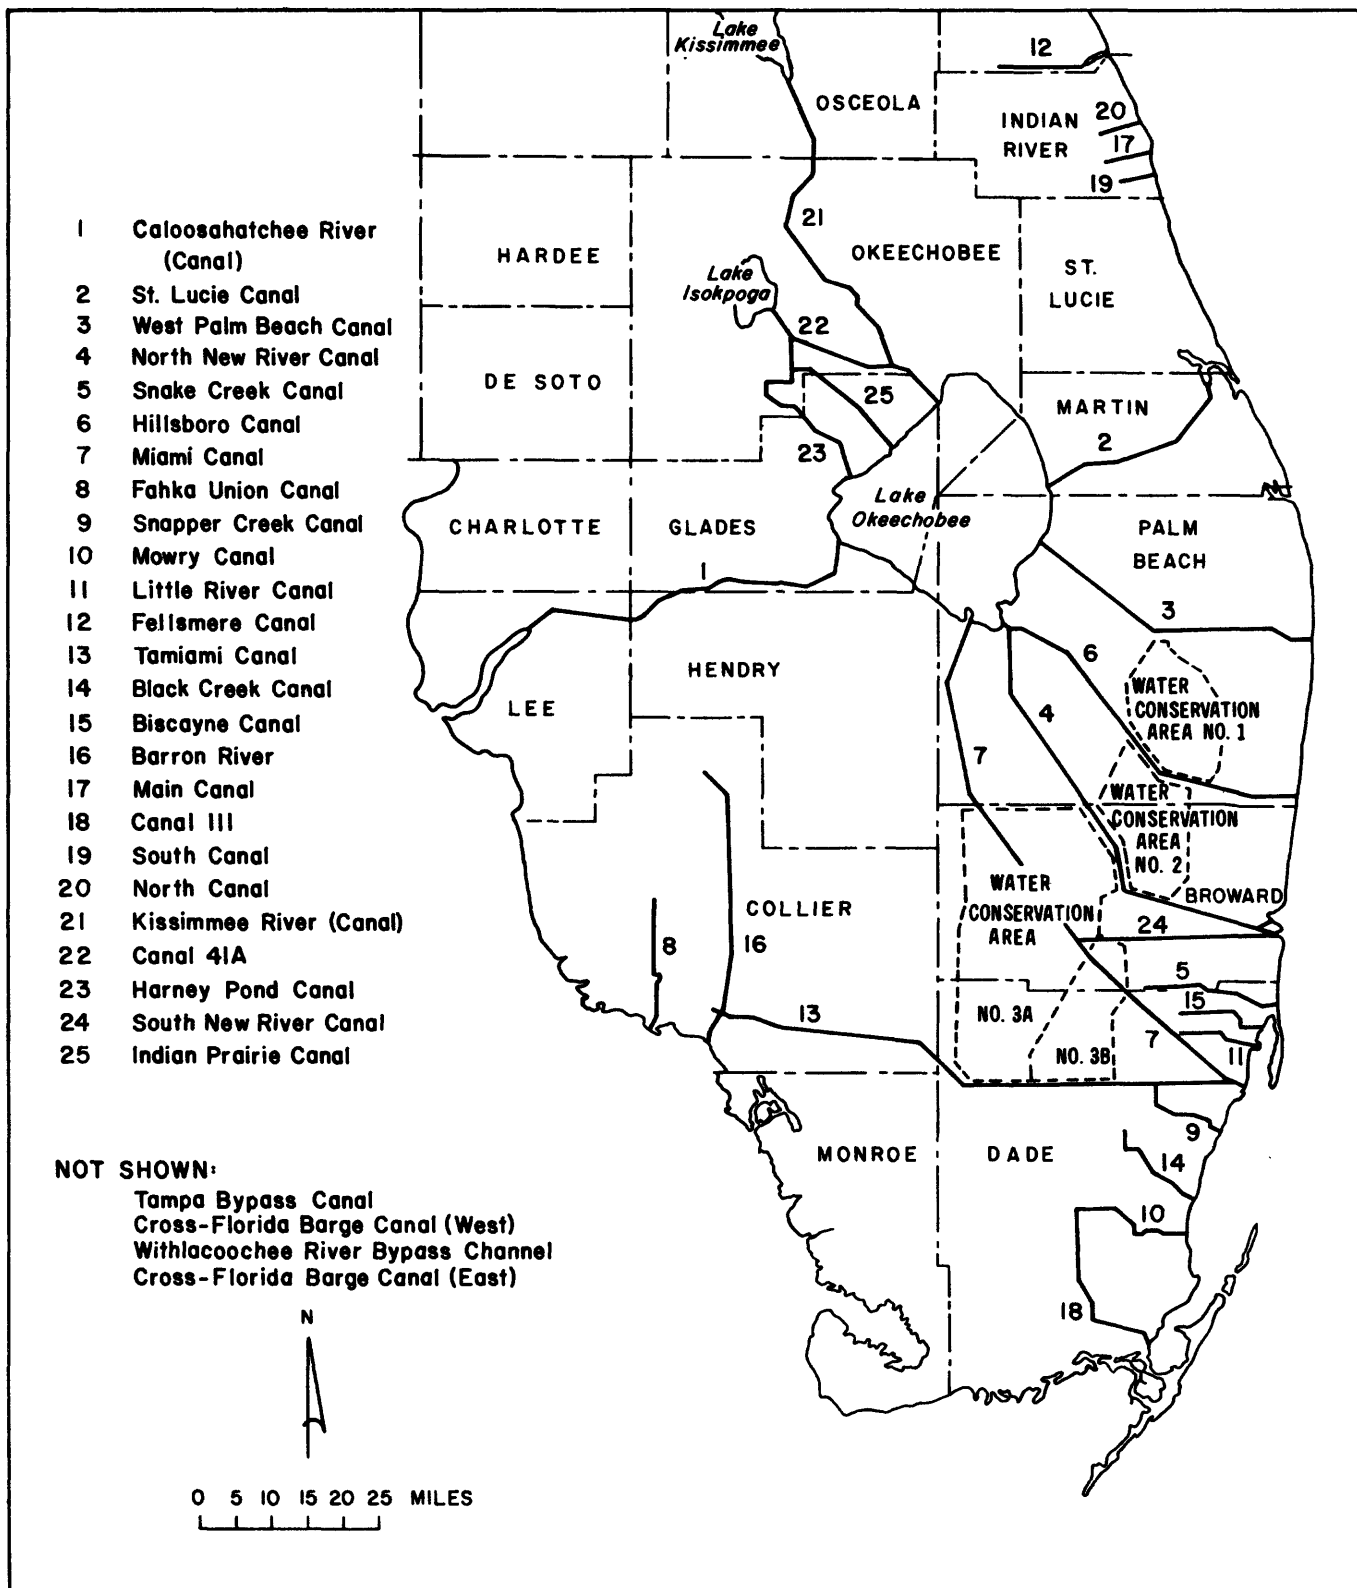 Lake
Kissimmee
12
OSCEOLA
INDIAN
RIVER
20
17
19
21
HARDEE
OKEECHOBEE
ST.
LUCIE
Lake
Isokpoga
22
DE SOTO
25
MARTIN
2
23
Lake
Okeechobee
CHARLOTTE
GLADES
1
PALM
BEACH
3
6
HENDRY
LEE
4
7
WATER
CONSERVATION
AREA NO. 1
WATER
CONSERVATION
AREA
NO. 2
WATER
CONSERVATION
AREA
BROWARD
24
COLLIER
8
16
5
15
13
NO. 3A
NO. 3B
7
11
9
MONROE
DADE
14
10
18
1 Caloosahatchee River
(Canal)
2 St. Lucie Canal
3 West Palm Beach Canal
4 North New River Canal
5 Snake Creek Canal
6 Hillsboro Canal
7 Miami Canal
8 Fahka Union Canal
9 Snapper Creek Canal
10 Mowry Canal
11 Little River Canal
12 Fellsmere Canal
13 Tamiami Canal
14 Black Creek Canal
15 Biscayne Canal
16 Barron River
17 Main Canal
18 Canal 111
19 South Canal
20 North Canal
21 Kissimmee River (Canal)
22 Canal 41A
23 Harney Pond Canal
24 South New River Canal
25 Indian Prairie Canal
NOT SHOWN:
Tampa Bypass Canal
Cross-Florida Barge Canal (West)
Withlacoochee River Bypass Channel
Cross-Florida Barge Canal (East)
N
0 5 10 15 20 25 MILES